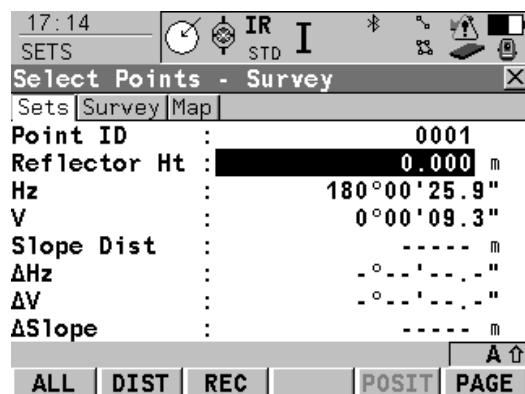 17:14
SETS
IR
STD
I
Select Points - Survey
Sets Survey Map
Point ID : 0001
Reflector Ht : 0.000 m
Hz : 180°00'25.9"
V : 0°00'09.3"
Slope Dist : ----- m
ΔHz : -°--'--.-"
ΔV : -°--'--.-"
ΔSlope : ----- m
A
ALL DIST REC POSIT PAGE